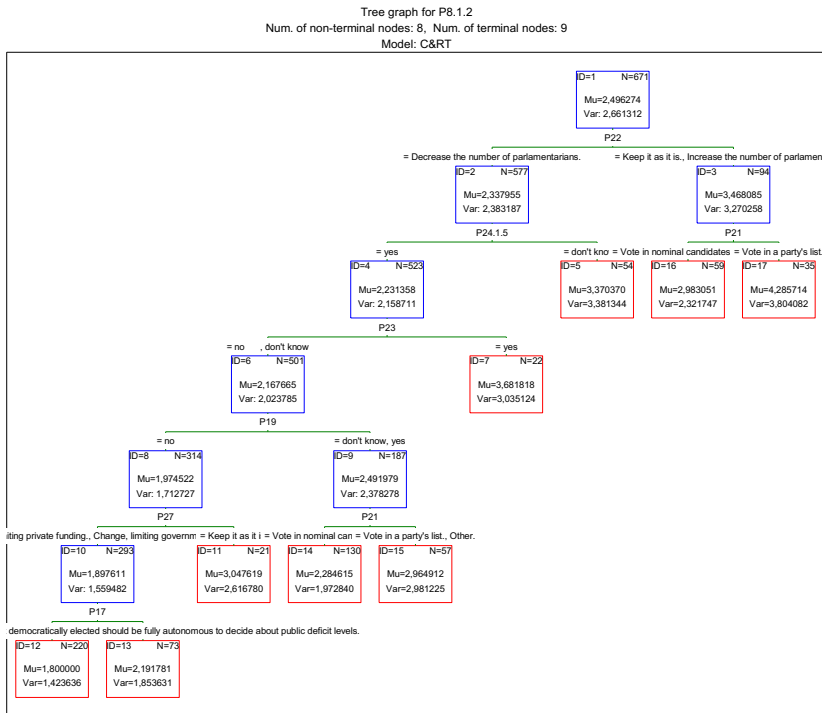 Tree graph for P8.1.2
Num. of non-terminal nodes: 8, Num. of terminal nodes: 9
Model: C&RT
ID=1 N=671
Mu=2,496274
Var: 2,661312
P22
= Decrease the number of parlamentarians. = Keep it as it is., Increase the number of parlamen
ID=2 N=577 ID=3 N=94
Mu=2,337955 Mu=3,468085
Var: 2,383187 Var: 3,270258
P24.1.5 P21
= yes = don't kno = Vote in nominal candidates = Vote in a party's list.
ID=4 N=523 ID=5 N=54 ID=16 N=59 ID=17 N=35
Mu=2,231358 Mu=3,370370 Mu=2,983051 Mu=4,285714
Var: 2,158711 Var=3,381344 Var=2,321747 Var=3,804082
P23
= no , don't know = yes
ID=6 N=501 ID=7 N=22
Mu=2,167665 Mu=3,681818
Var: 2,023785 Var=3,035124
P19
= no = don't know, yes
ID=8 N=314 ID=9 N=187
Mu=1,974522 Mu=2,491979
Var: 1,712727 Var: 2,378278
P27 P21
iting private funding., Change, limiting governm = Keep it as it i = Vote in nominal can = Vote in a party's list., Other.
ID=10 N=293 ID=11 N=21 ID=14 N=130 ID=15 N=57
Mu=1,897611 Mu=3,047619 Mu=2,284615 Mu=2,964912
Var: 1,559482 Var=2,616780 Var=1,972840 Var=2,981225
P17
democratically elected should be fully autonomous to decide about public deficit levels.
ID=12 N=220 ID=13 N=73
Mu=1,800000 Mu=2,191781
Var=1,423636 Var=1,853631